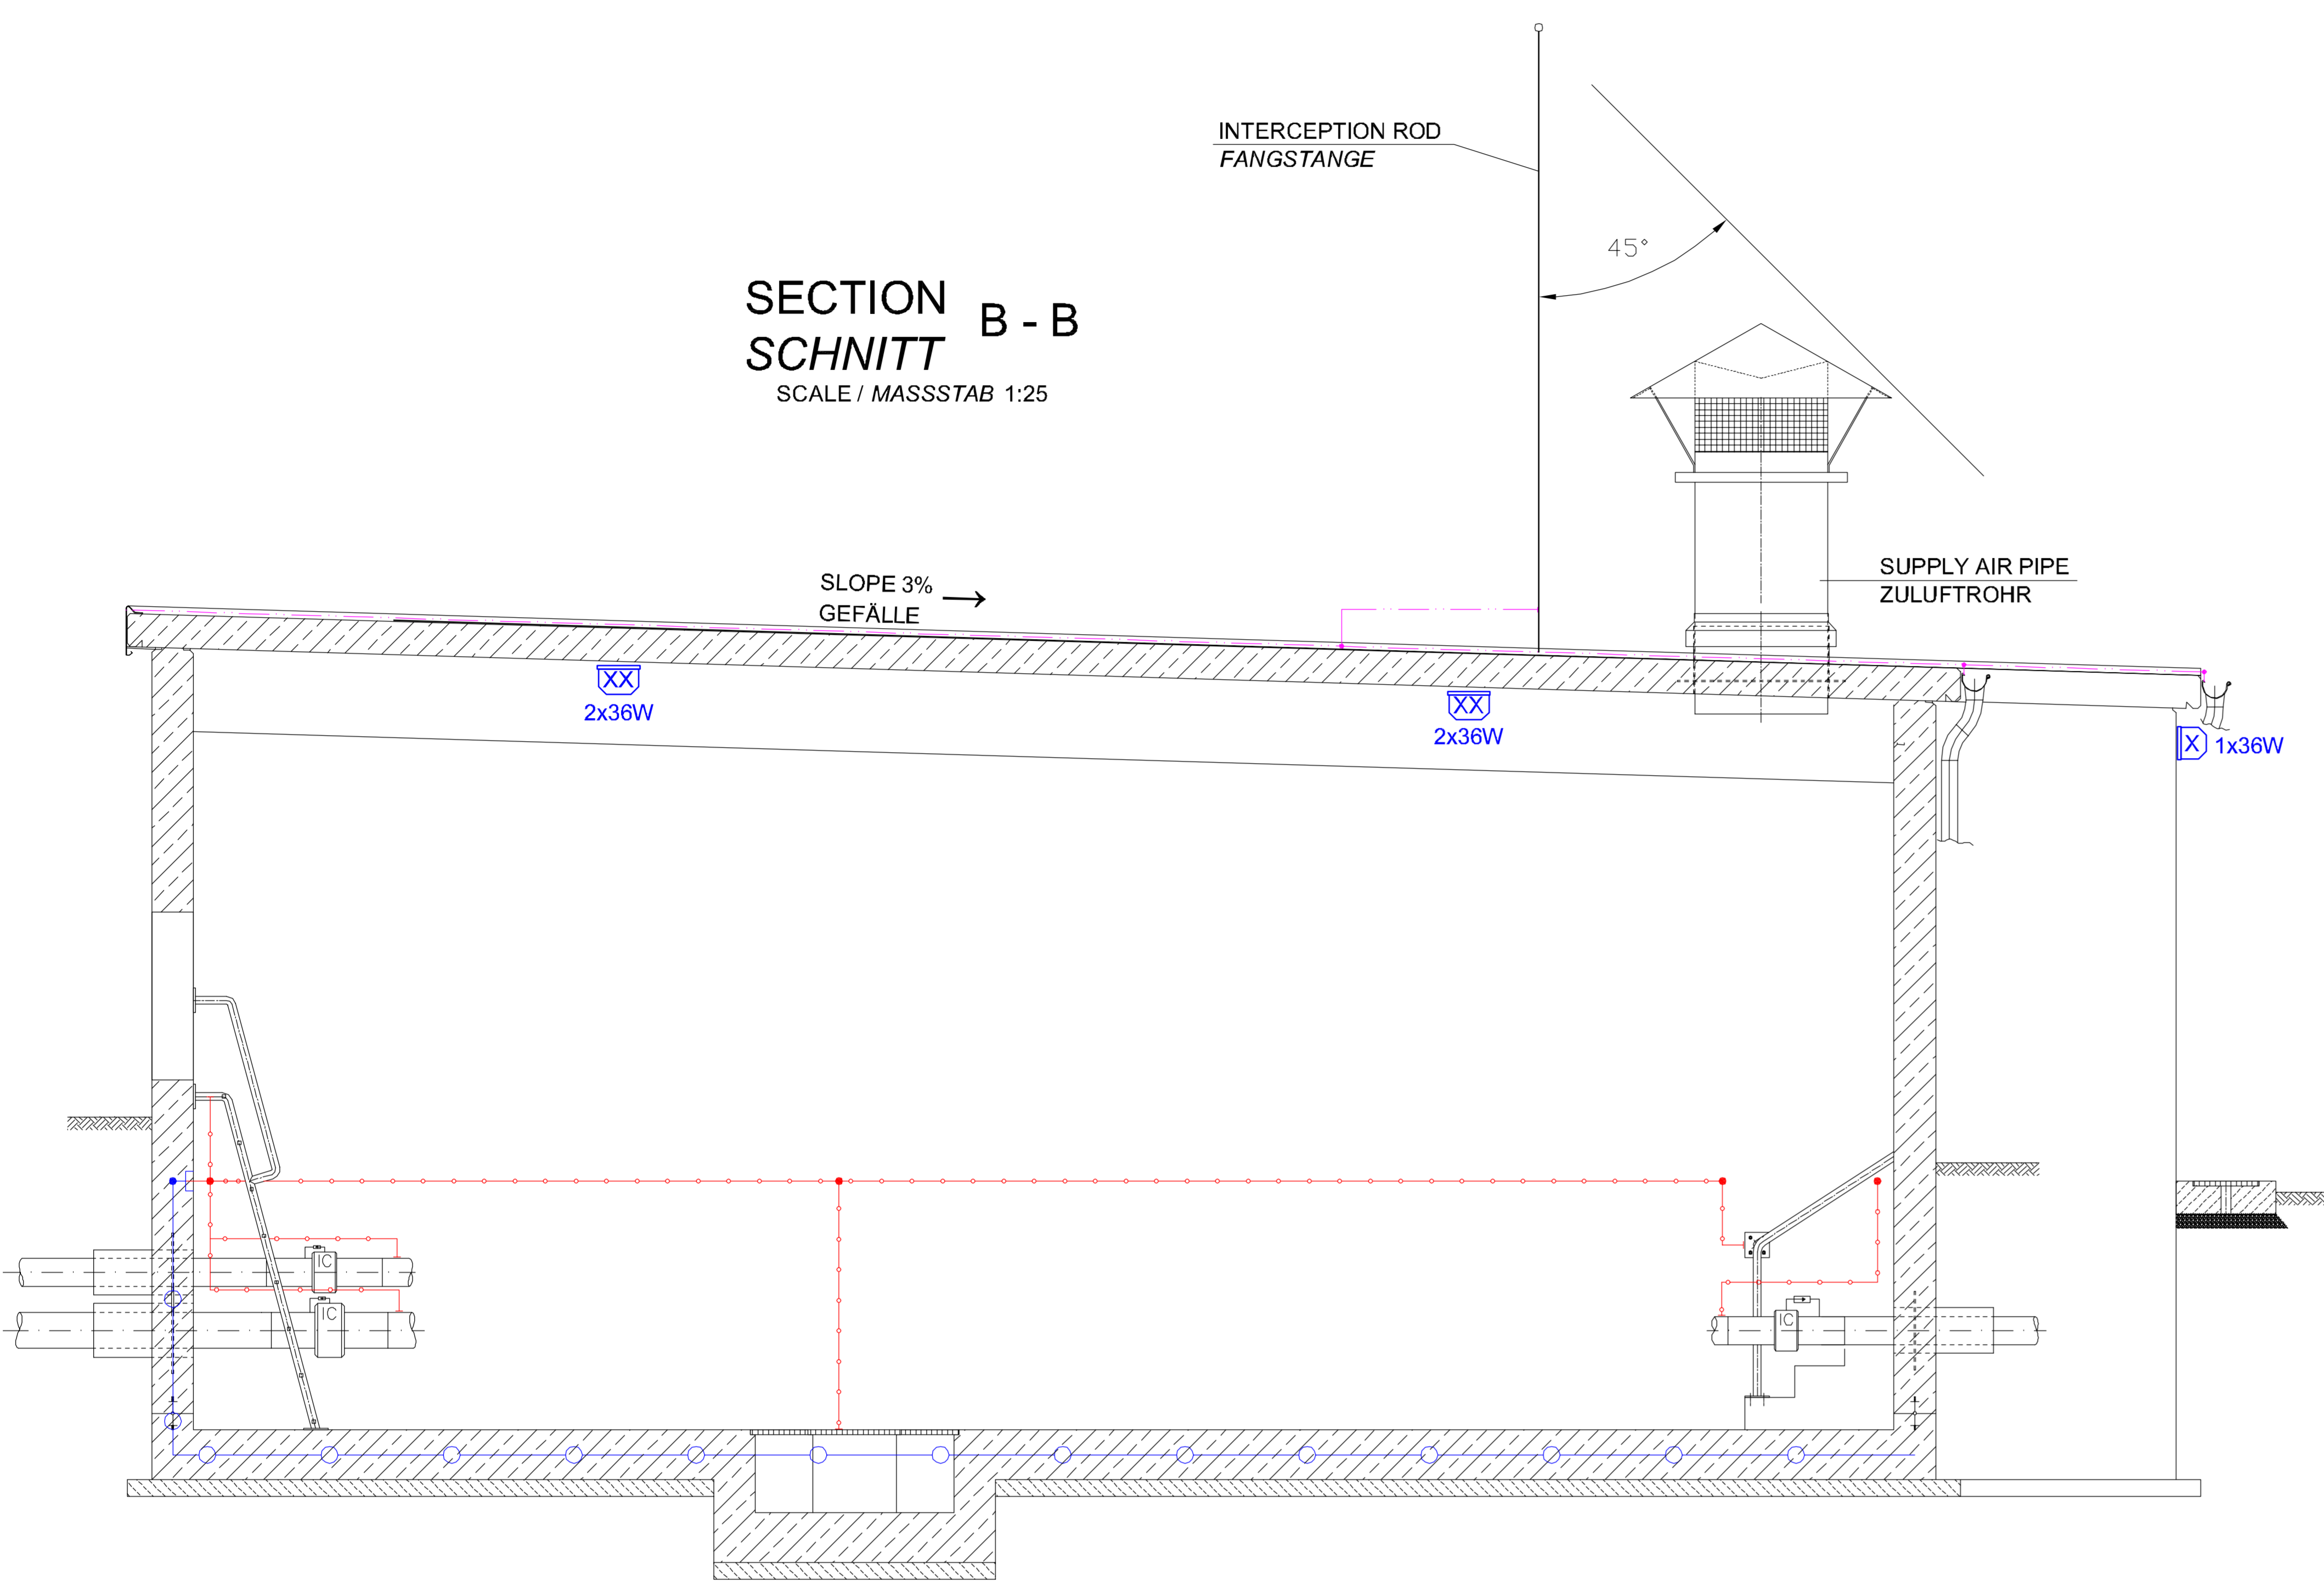 INTERCEPTION ROD
FANGSTANGE
45°
SECTION
SCHNITT
B - B
SCALE / MASSSTAB 1:25
SUPPLY AIR PIPE
ZULUFTROHR
SLOPE 3%
GEFÄLLE
XX
2x36W
XX
2x36W
X 1x36W
IC
IC
IC